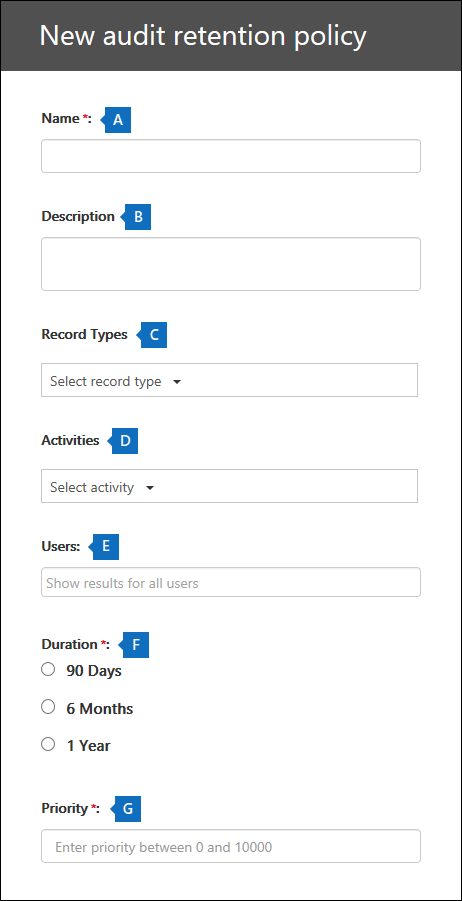 New audit retention policy
Name *: A
Description B
Record Types C
Select record type
Activities D
Select activity
Users: E
Show results for all users
Duration *: F
90 Days
6 Months
1 Year
Priority *: G
Enter priority between 0 and 10000